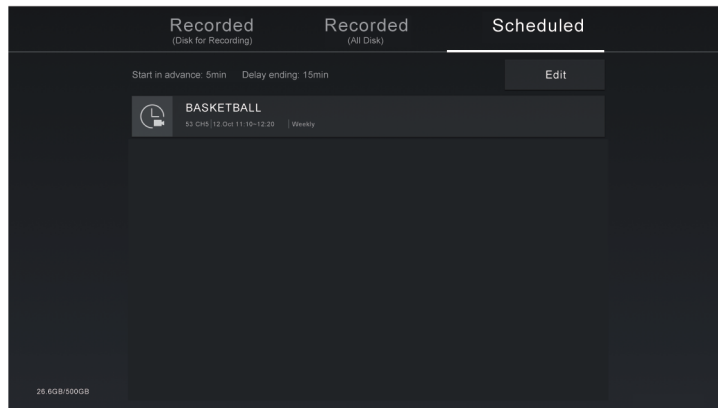 Recorded
(Disk for Recording)
Recorded
(All Disk)
Scheduled
Start in advance: 5min Delay ending: 15min
Edit
BASKETBALL
53 CH5|12.Oct 11:10~12:20 |Weekly
26.6GB/500GB